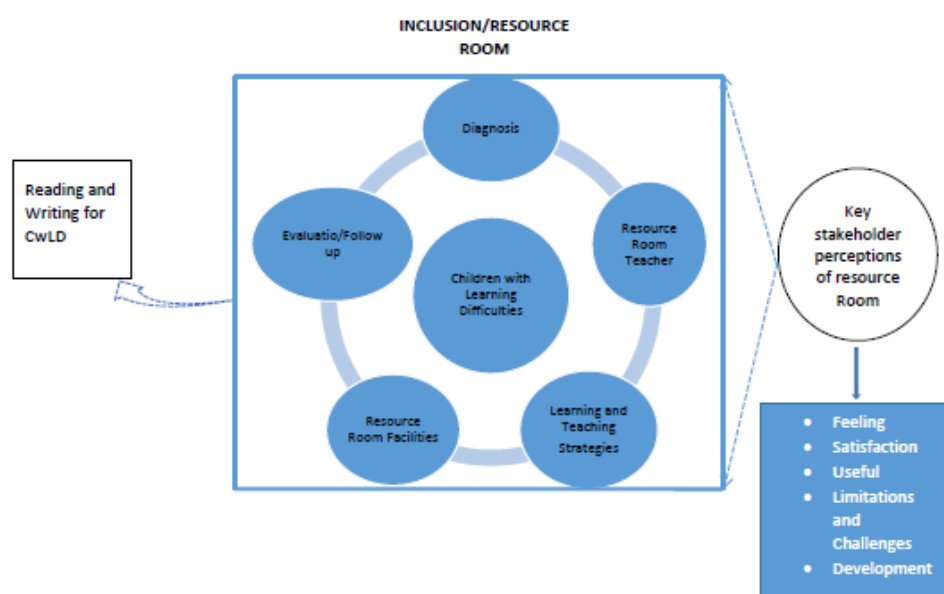 INCLUSION/RESOURCE
ROOM
Diagnosis
Reading and
Writing for
CwLD
Evaluatio/Follow
up
Resource
Room
Teacher
Key
stakeholder
perceptions
of resource
Room
Children with
Learning
Difficulties
Resource
Room Facilities
Learning and
Teaching
Strategies
• Feeling
• Satisfaction
• Useful
• Limitations
and
Challenges
• Development